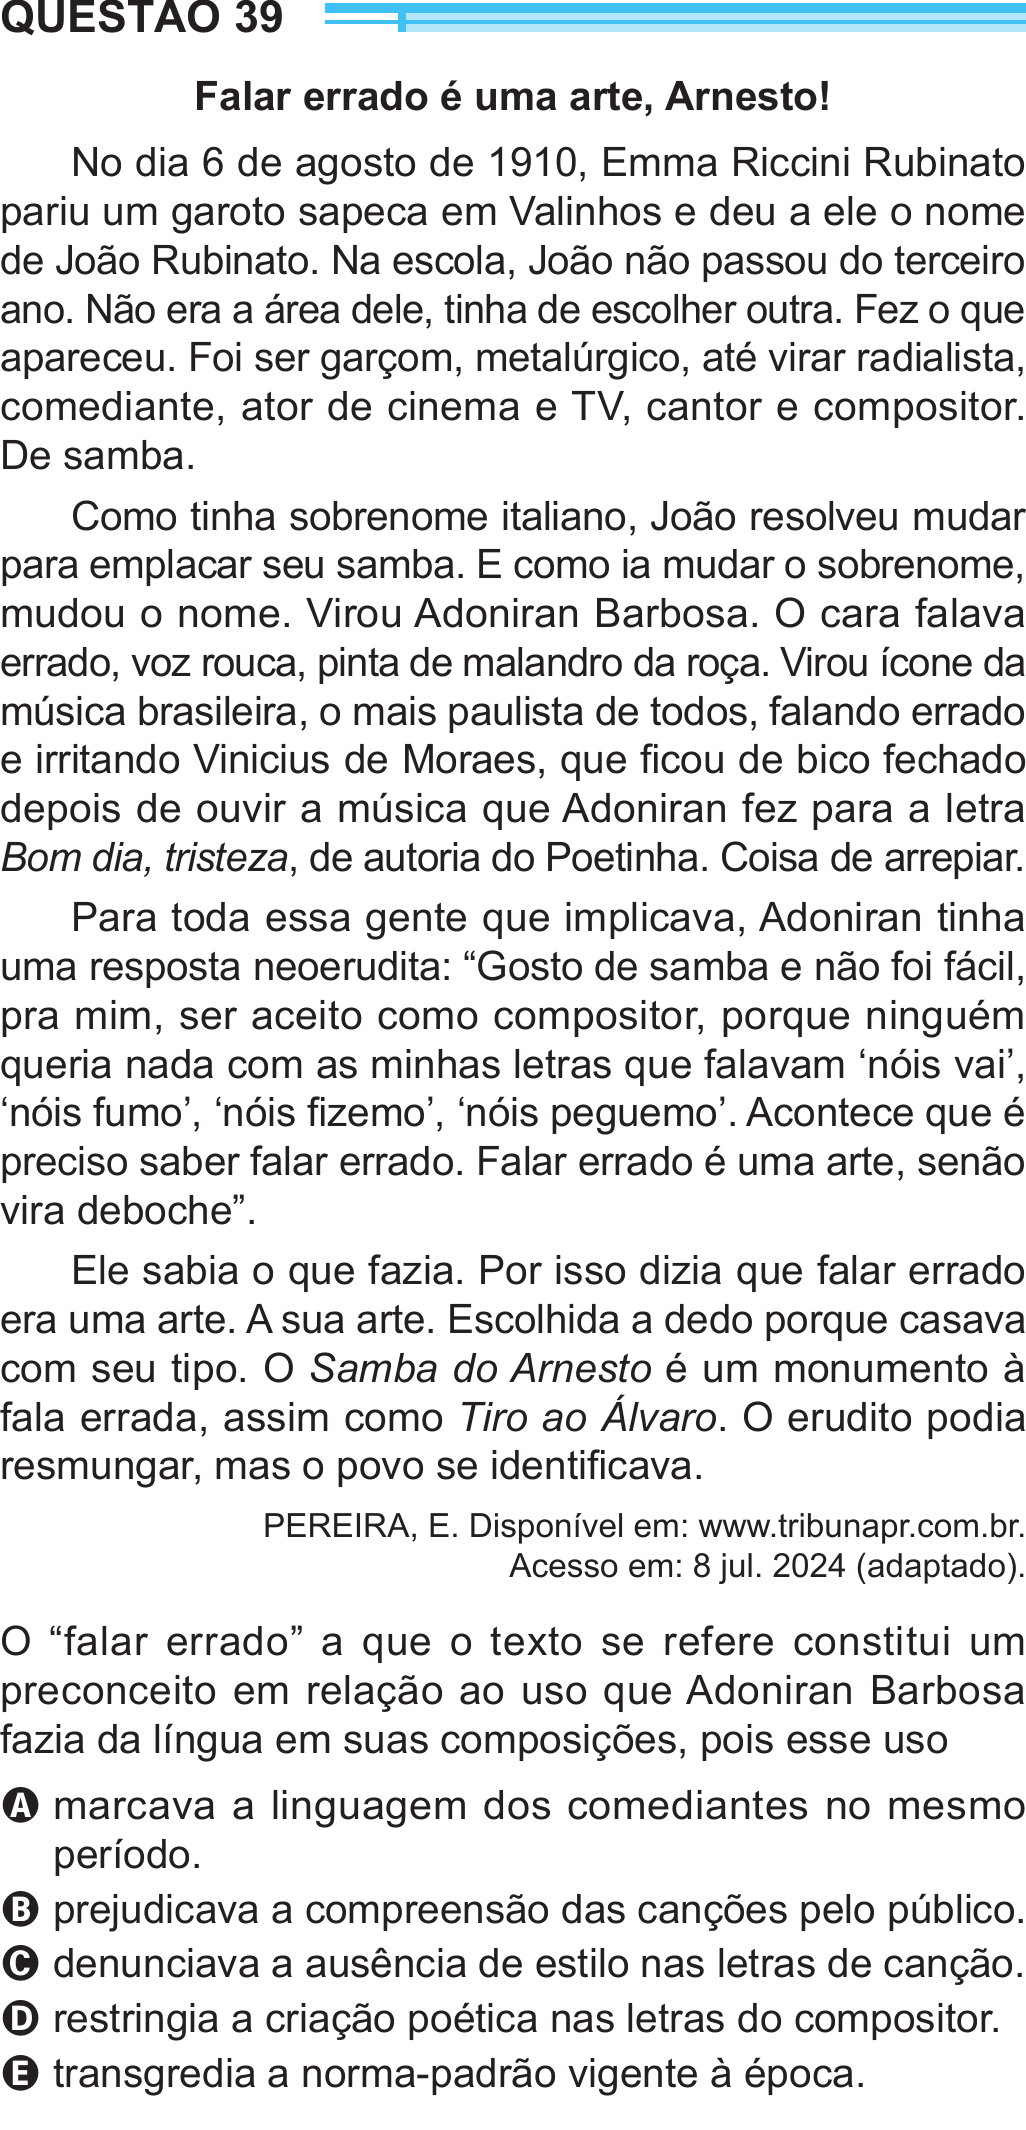 QUESTÃO 39
Falar errado é uma arte, Arnesto!
No dia 6 de agosto de 1910, Emma Riccini Rubinato
pariu um garoto sapeca em Valinhos e deu a ele o nome
de João Rubinato. Na escola, João não passou do terceiro
ano. Não era a área dele, tinha de escolher outra. Fez o que
apareceu. Foi ser garçom, metalúrgico, até virar radialista,
comediante, ator de cinema e TV, cantor e compositor.
De samba.
Como tinha sobrenome italiano, João resolveu mudar
para emplacar seu samba. E como ia mudar o sobrenome,
mudou o nome. Virou Adoniran Barbosa. O cara falava
errado, voz rouca, pinta de malandro da roça. Virou ícone da
música brasileira, o mais paulista de todos, falando errado
e irritando Vinicius de Moraes, que ficou de bico fechado
depois de ouvir a música que Adoniran fez para a letra
Bom dia, tristeza, de autoria do Poetinha. Coisa de arrepiar.
Para toda essa gente que implicava, Adoniran tinha
uma resposta neoerudita: “Gosto de samba e não foi fácil,
pra mim, ser aceito como compositor, porque ninguém
queria nada com as minhas letras que falavam ‘nóis vai’,
‘nóis fumo’, ‘nóis fizemo’, ‘nóis peguemo’. Acontece que é
preciso saber falar errado. Falar errado é uma arte, senão
vira deboche”.
Ele sabia o que fazia. Por isso dizia que falar errado
era uma arte. A sua arte. Escolhida a dedo porque casava
com seu tipo. O Samba do Arnesto é um monumento à
fala errada, assim como Tiro ao Álvaro. O erudito podia
resmungar, mas o povo se identificava.
PEREIRA, E. Disponível em: www.tribunapr.com.br.
Acesso em: 8 jul. 2024 (adaptado).
O “falar errado” a que o texto se refere constitui um
preconceito em relação ao uso que Adoniran Barbosa
fazia da língua em suas composições, pois esse uso
A marcava a linguagem dos comediantes no mesmo
período.
B prejudicava a compreensão das canções pelo público.
C denunciava a ausência de estilo nas letras de canção.
D restringia a criação poética nas letras do compositor.
E transgredia a norma-padrão vigente à época.